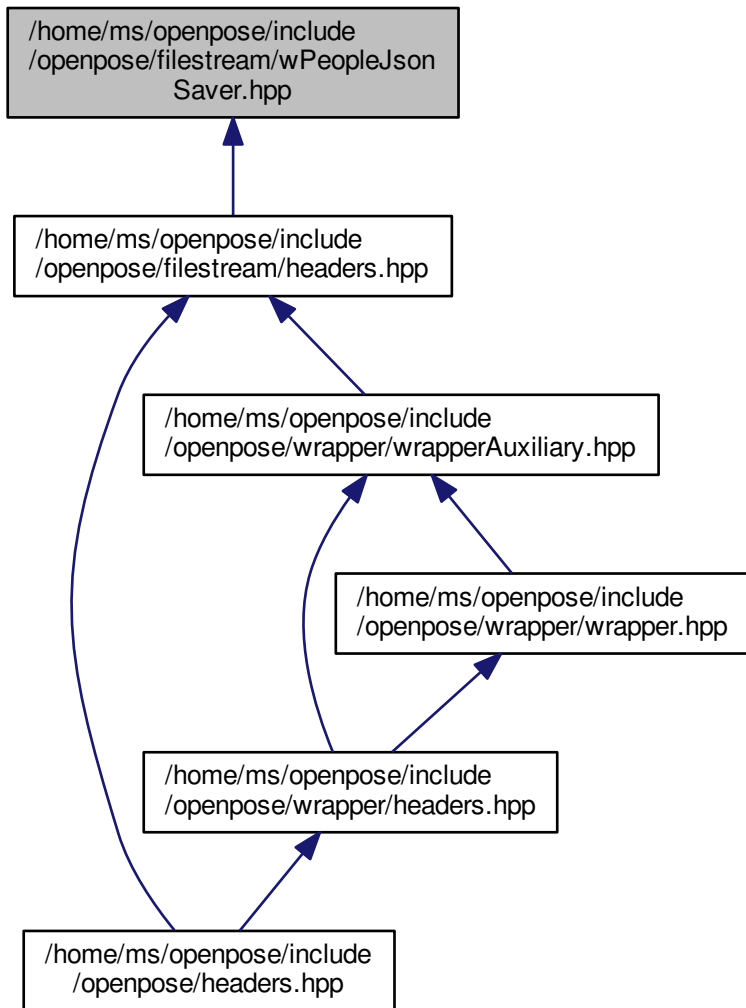 /home/ms/openpose/include
/openpose/filestream/wPeopleJson
Saver.hpp
/home/ms/openpose/include
/openpose/filestream/headers.hpp
/home/ms/openpose/include
/openpose/wrapper/wrapperAuxiliary.hpp
/home/ms/openpose/include
/openpose/wrapper/wrapper.hpp
/home/ms/openpose/include
/openpose/wrapper/headers.hpp
/home/ms/openpose/include
/openpose/headers.hpp